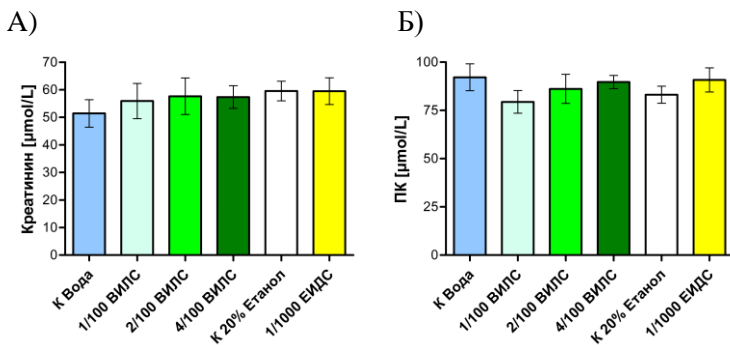 А)
Б)
Креатинин [µmol/L]
70
60
50
40
30
20
10
0
К Вода
1/100 ВИЛС
2/100 ВИЛС
4/100 ВИЛС
К 20% Етанол
1/1000 ЕИДС
ПК [µmol/L]
100
75
50
25
0
К Вода
1/100 ВИЛС
2/100 ВИЛС
4/100 ВИЛС
К 20% Етанол
1/1000 ЕИДС